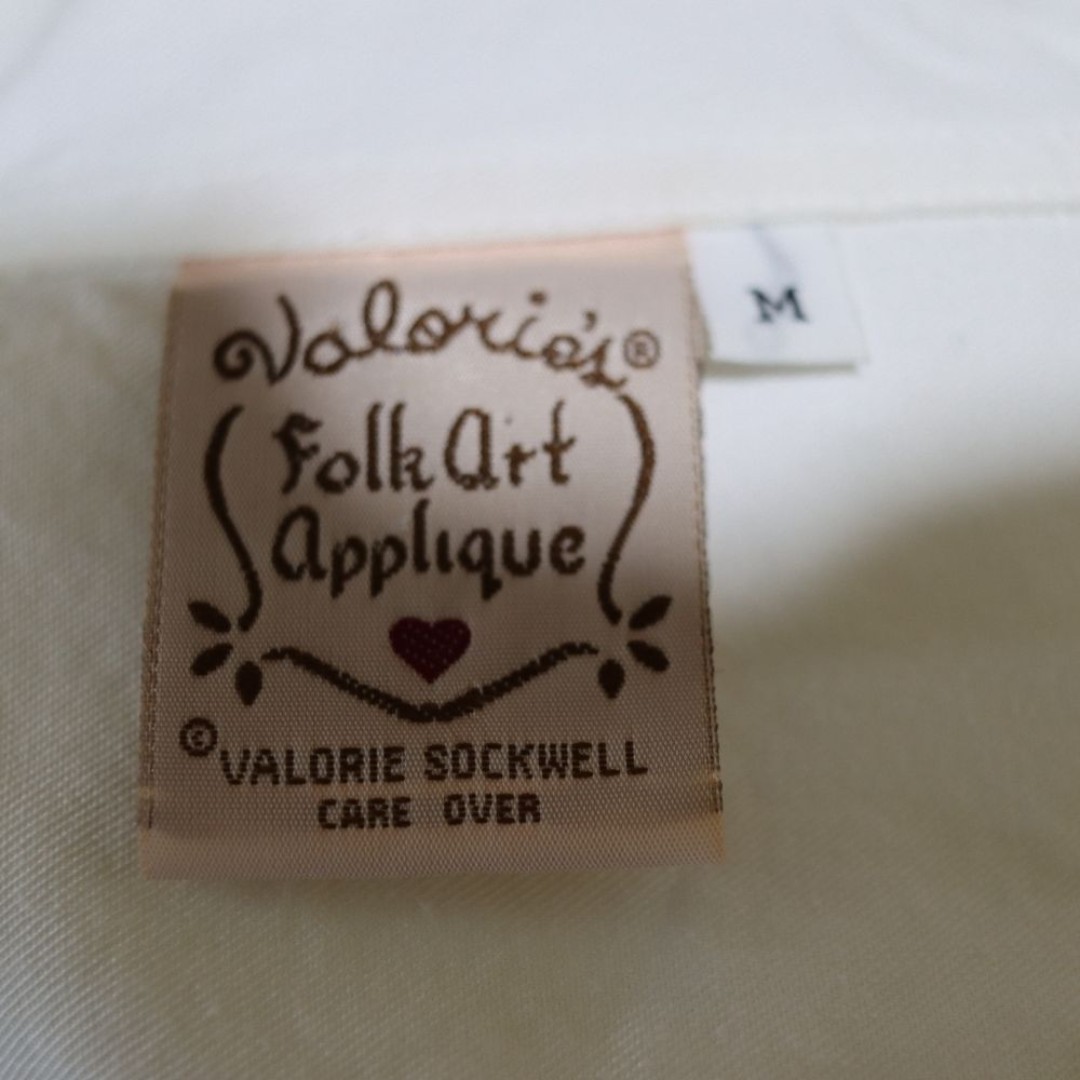 Valorie's®
M
Folk Art
Applique
© VALORIE SOCKWELL
CARE OVER